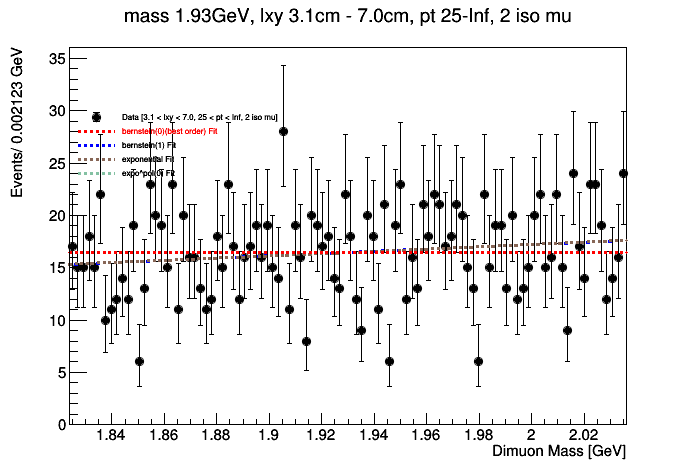 mass 1.93GeV, lxy 3.1cm - 7.0cm, pt 25-Inf, 2 iso mu
Events/ 0.002123 GeV
35
30
25
20
15
10
5
0
Data [3.1 < lxy < 7.0, 25 < pt < Inf, 2 iso mu]
bernstein(0)(best order) Fit
bernstein(1) Fit
exponential Fit
Fit
1.84
1.86
1.88
1.9
1.92
1.94
1.96
1.98
2
2.02
Dimuon Mass [GeV]